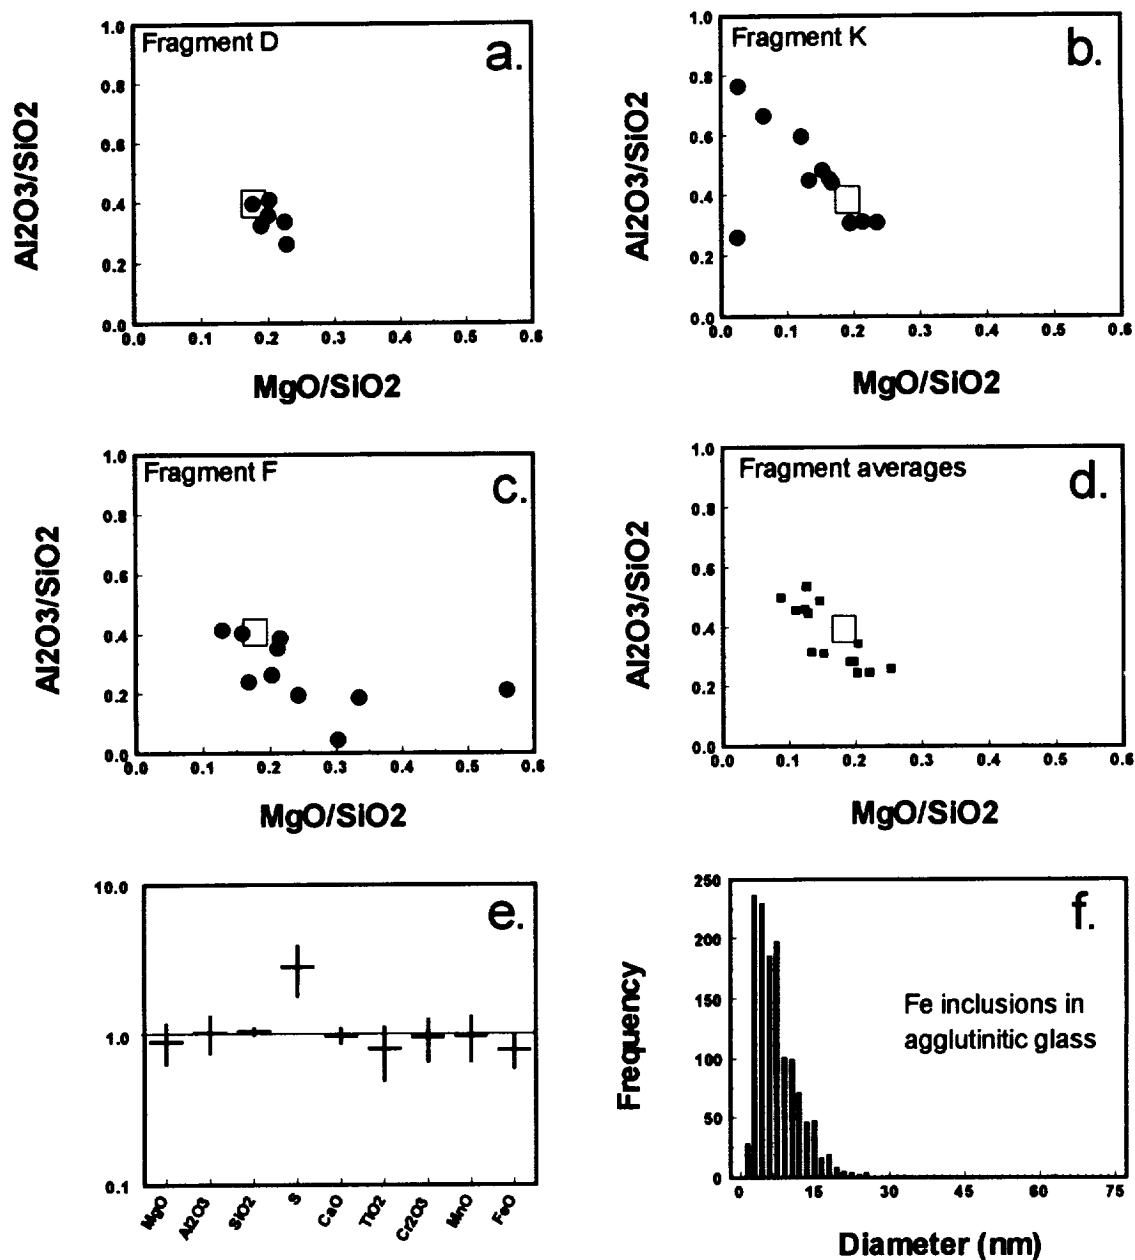 Fragment D
a.
1.0
0.8
0.6
0.4
0.2
0.0
Al2O3/SiO2
0.0 0.1 0.2 0.3 0.4 0.5 0.6
MgO/SiO2
Fragment K
b.
1.0
0.8
0.6
0.4
0.2
0.0
Al2O3/SiO2
0.0 0.1 0.2 0.3 0.4 0.5 0.6
MgO/SiO2
Fragment F
c.
1.0
0.8
0.6
0.4
0.2
0.0
Al2O3/SiO2
0.0 0.1 0.2 0.3 0.4 0.5 0.6
MgO/SiO2
Fragment averages
d.
1.0
0.8
0.6
0.4
0.2
0.0
Al2O3/SiO2
0.0 0.1 0.2 0.3 0.4 0.5 0.6
MgO/SiO2
e.
10.0
1.0
0.1
MgO Al2O3 SiO2 S CaO TiO2 Cr2O3 MnO FeO
f.
250
200
150
100
50
0
Frequency
Fe inclusions in
agglutinitic glass
0 15 30 45 60 75
Diameter (nm)